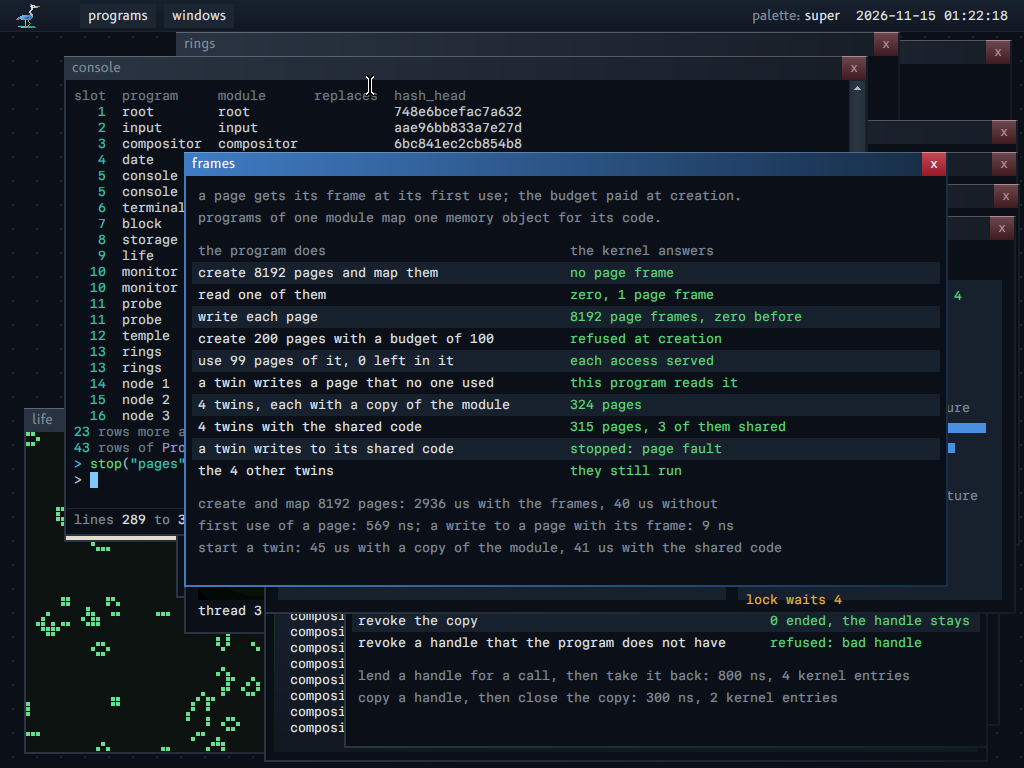 programs windows palette: super 2026-11-15 01:22:18
rings x
console x
slot program module replaces hash_head
1 root root 748e6bcefac7a632
2 input input aae96bb833a7e27d
3 compositor compositor 6bc841ec2cb854b8
4 date
5 console
5 console
6 terminal
7 block
8 storage
9 life
10 monitor
10 monitor
11 probe
11 probe
12 temple
13 rings
13 rings
14 node 1
15 node 2
16 node 3
23 rows more a
43 rows of Pro
> stop("pages"
>
lines 289 to 3
frames x
a page gets its frame at its first use; the budget paid at creation.
programs of one module map one memory object for its code.
the program does the kernel answers
create 8192 pages and map them no page frame
read one of them zero, 1 page frame
write each page 8192 page frames, zero before
create 200 pages with a budget of 100 refused at creation
use 99 pages of it, 0 left in it each access served
a twin writes a page that no one used this program reads it
4 twins, each with a copy of the module 324 pages
4 twins with the shared code 315 pages, 3 of them shared
a twin writes to its shared code stopped: page fault
the 4 other twins they still run
create and map 8192 pages: 2936 us with the frames, 40 us without
first use of a page: 569 ns; a write to a page with its frame: 9 ns
start a twin: 45 us with a copy of the module, 41 us with the shared code
x
x
x
x
x
4
ure
ture
life
thread 3
lock waits 4
composi
composi
composi
composi
composi
composi
composi
composi
revoke the copy 0 ended, the handle stays
revoke a handle that the program does not have refused: bad handle
lend a handle for a call, then take it back: 800 ns, 4 kernel entries
copy a handle, then close the copy: 300 ns, 2 kernel entries